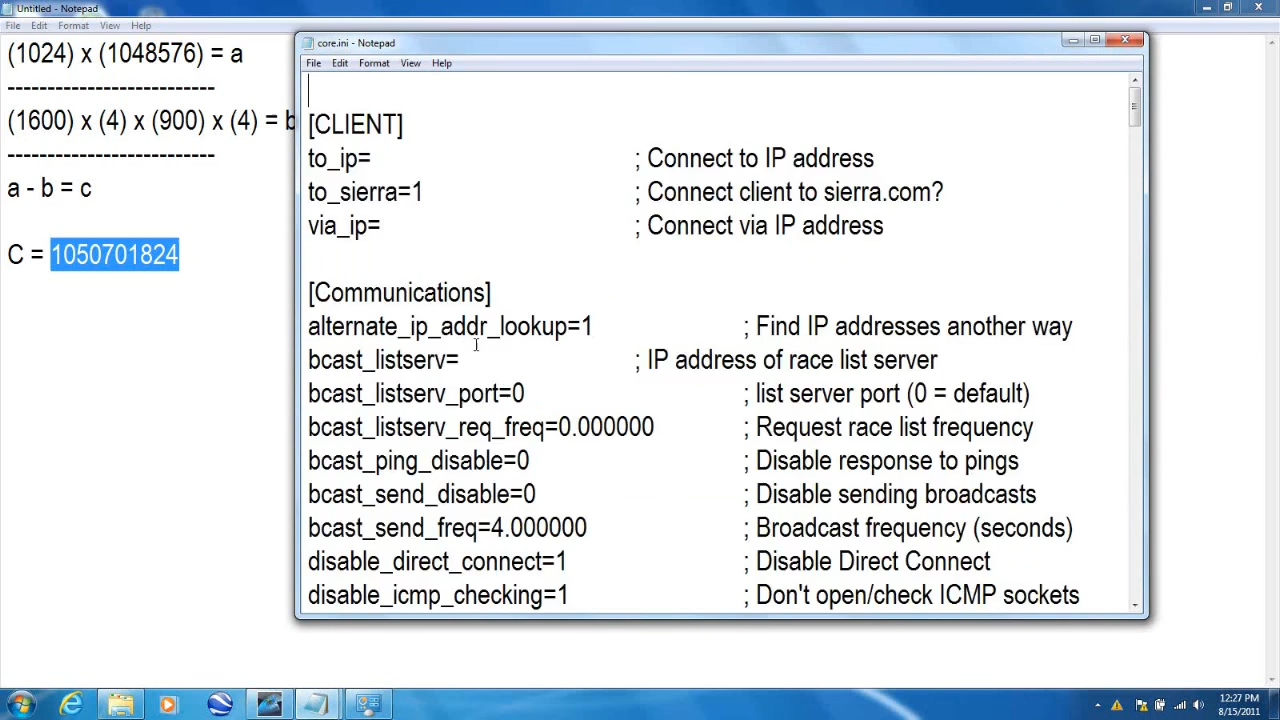 Untitled - Notepad
File Edit Format View Help
(1024) x (1048576) = a
---------------------------
(1600) x (4) x (900) x (4) = b
---------------------------
a - b = c
C = 1050701824
core.ini - Notepad
File Edit Format View Help
[CLIENT]
to_ip= ; Connect to IP address
to_sierra=1 ; Connect client to sierra.com?
via_ip= ; Connect via IP address
[Communications]
alternate_ip_addr_lookup=1 ; Find IP addresses another way
bcast_listserv= ; IP address of race list server
bcast_listserv_port=0 ; list server port (0 = default)
bcast_listserv_req_freq=0.000000 ; Request race list frequency
bcast_ping_disable=0 ; Disable response to pings
bcast_send_disable=0 ; Disable sending broadcasts
bcast_send_freq=4.000000 ; Broadcast frequency (seconds)
disable_direct_connect=1 ; Disable Direct Connect
disable_icmp_checking=1 ; Don't open/check ICMP sockets
12:27 PM
8/15/2011